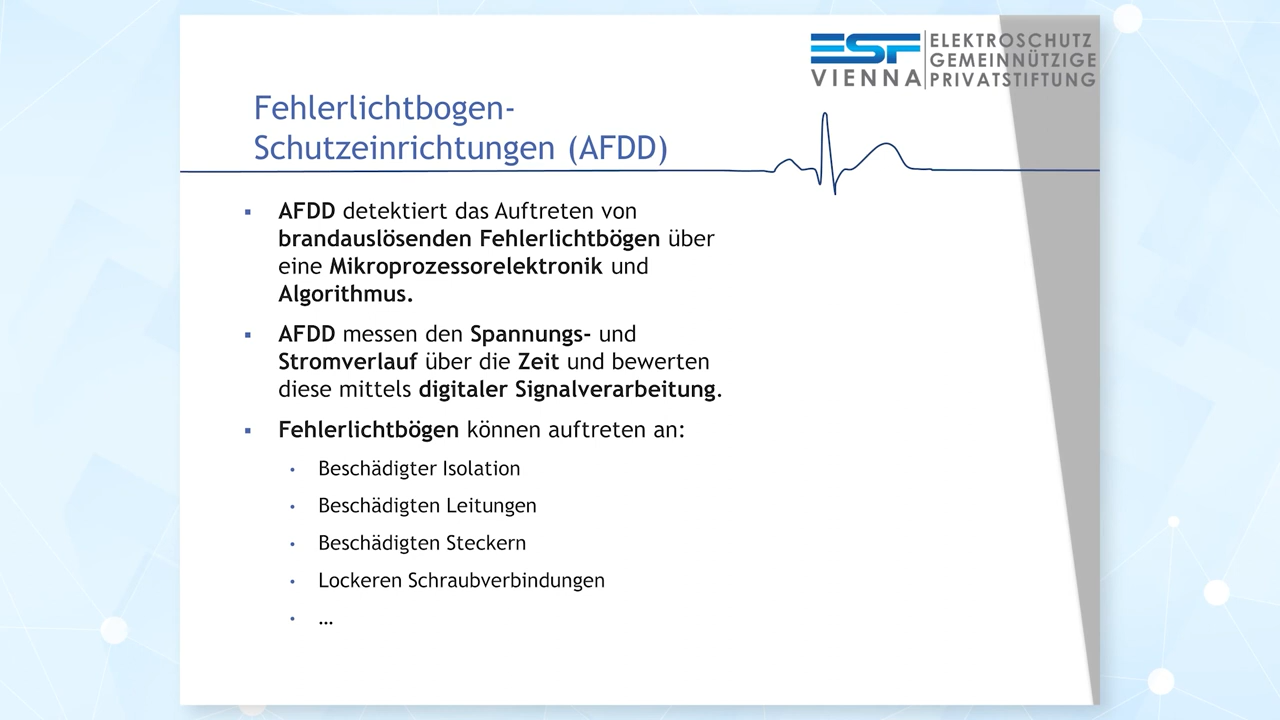 ESF
VIENNA
ELEKTROSCHUTZ
GEMEINNÜTZIGE
PRIVATSTIFTUNG
Fehlerlichtbogen-
Schutzeinrichtungen (AFDD)
▪ AFDD detektiert das Auftreten von
brandauslösenden Fehlerlichtbögen über
eine Mikroprozessorelektronik und
Algorithmus.
▪ AFDD messen den Spannungs- und
Stromverlauf über die Zeit und bewerten
diese mittels digitaler Signalverarbeitung.
▪ Fehlerlichtbögen können auftreten an:
• Beschädigter Isolation
• Beschädigten Leitungen
• Beschädigten Steckern
• Lockeren Schraubverbindungen
• …